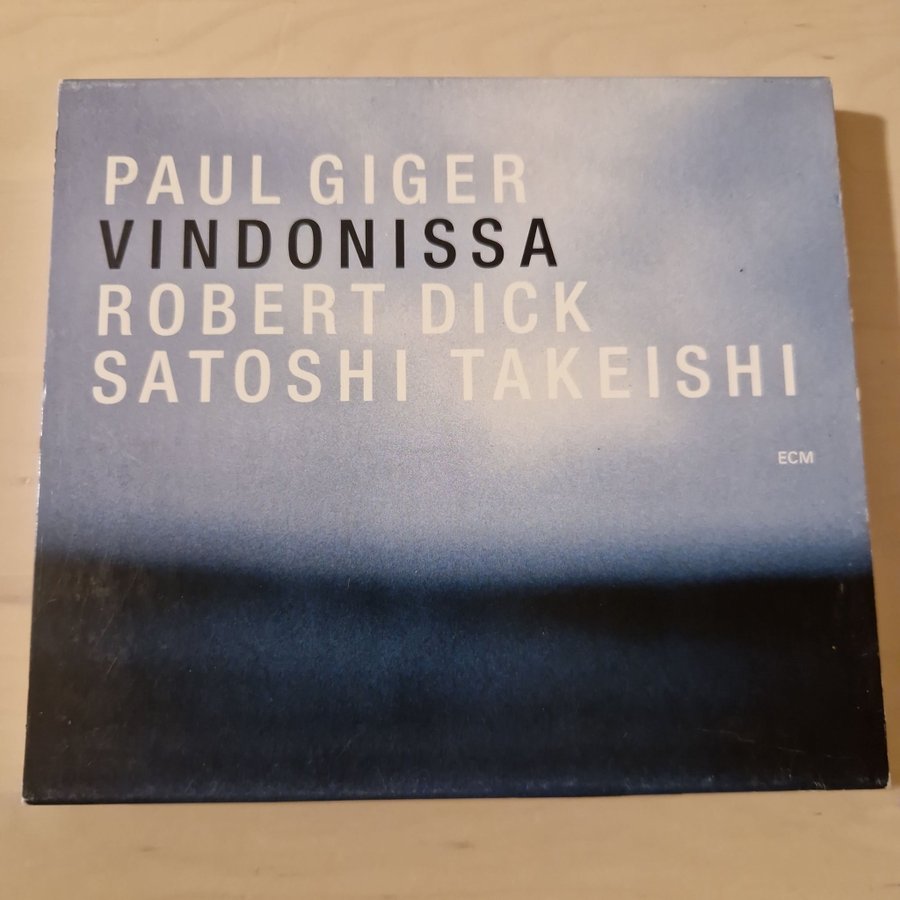 PAUL GIGER
VINDONISSA
ROBERT DICK
SATOSHI TAKEISHI
ECM